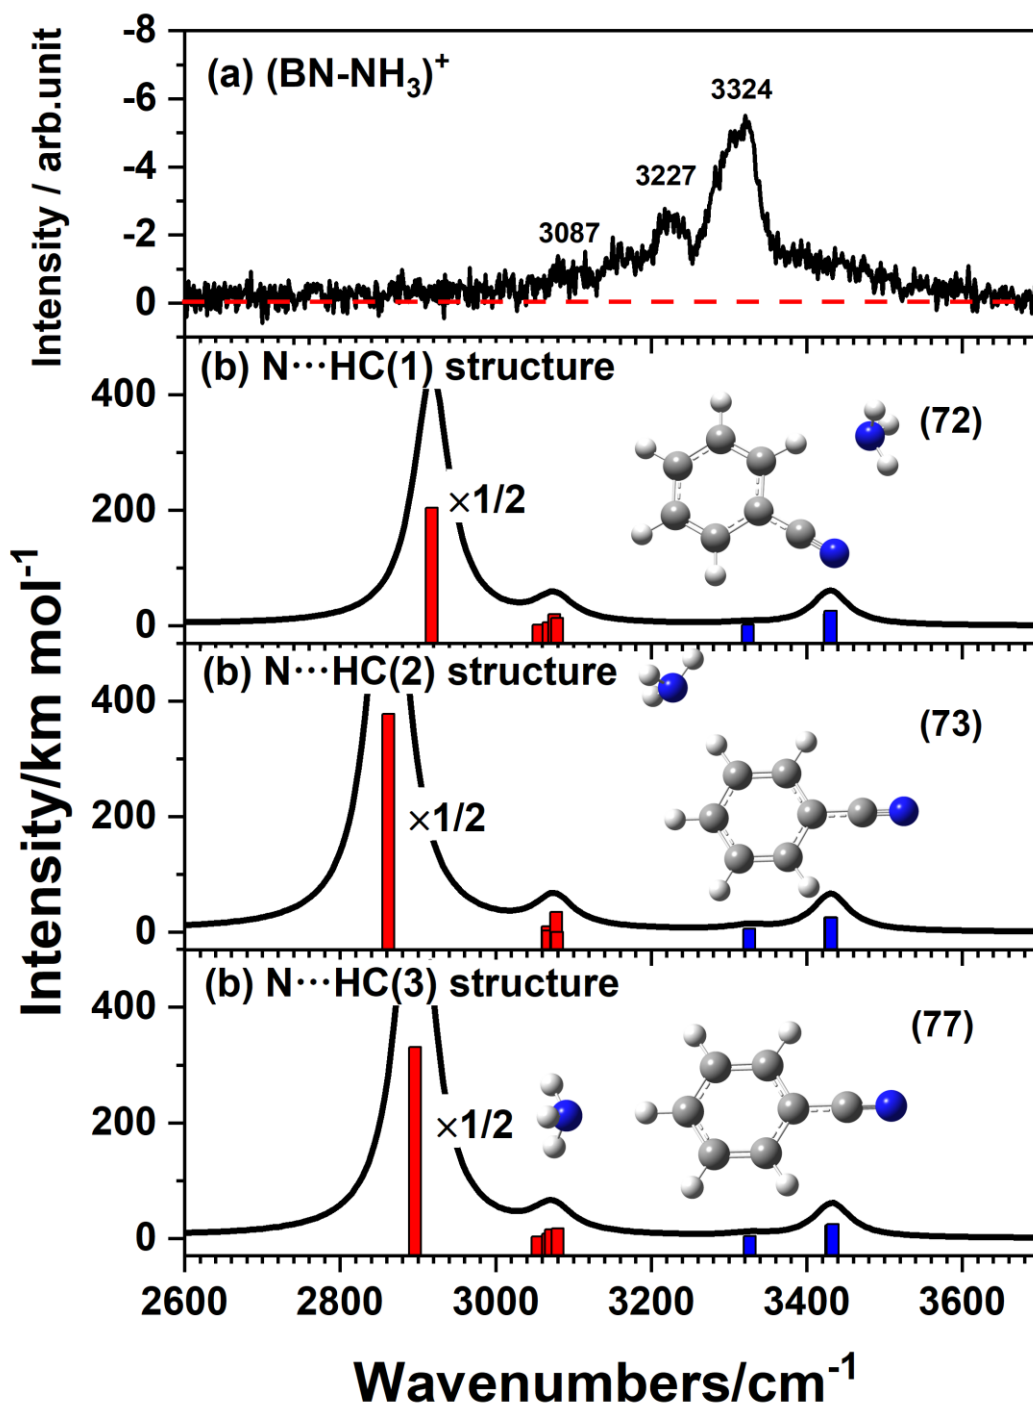 (a) (BN-NH₃)⁺
Intensity / arb.unit
-8
-6
-4
-2
0
3087
3227
3324
(b) N···HC(1) structure
(72)
400
200
0
×1/2
(b) N···HC(2) structure
(73)
400
200
0
×1/2
(b) N···HC(3) structure
(77)
400
200
0
×1/2
Intensity/km mol⁻¹
2600 2800 3000 3200 3400 3600
Wavenumbers/cm⁻¹